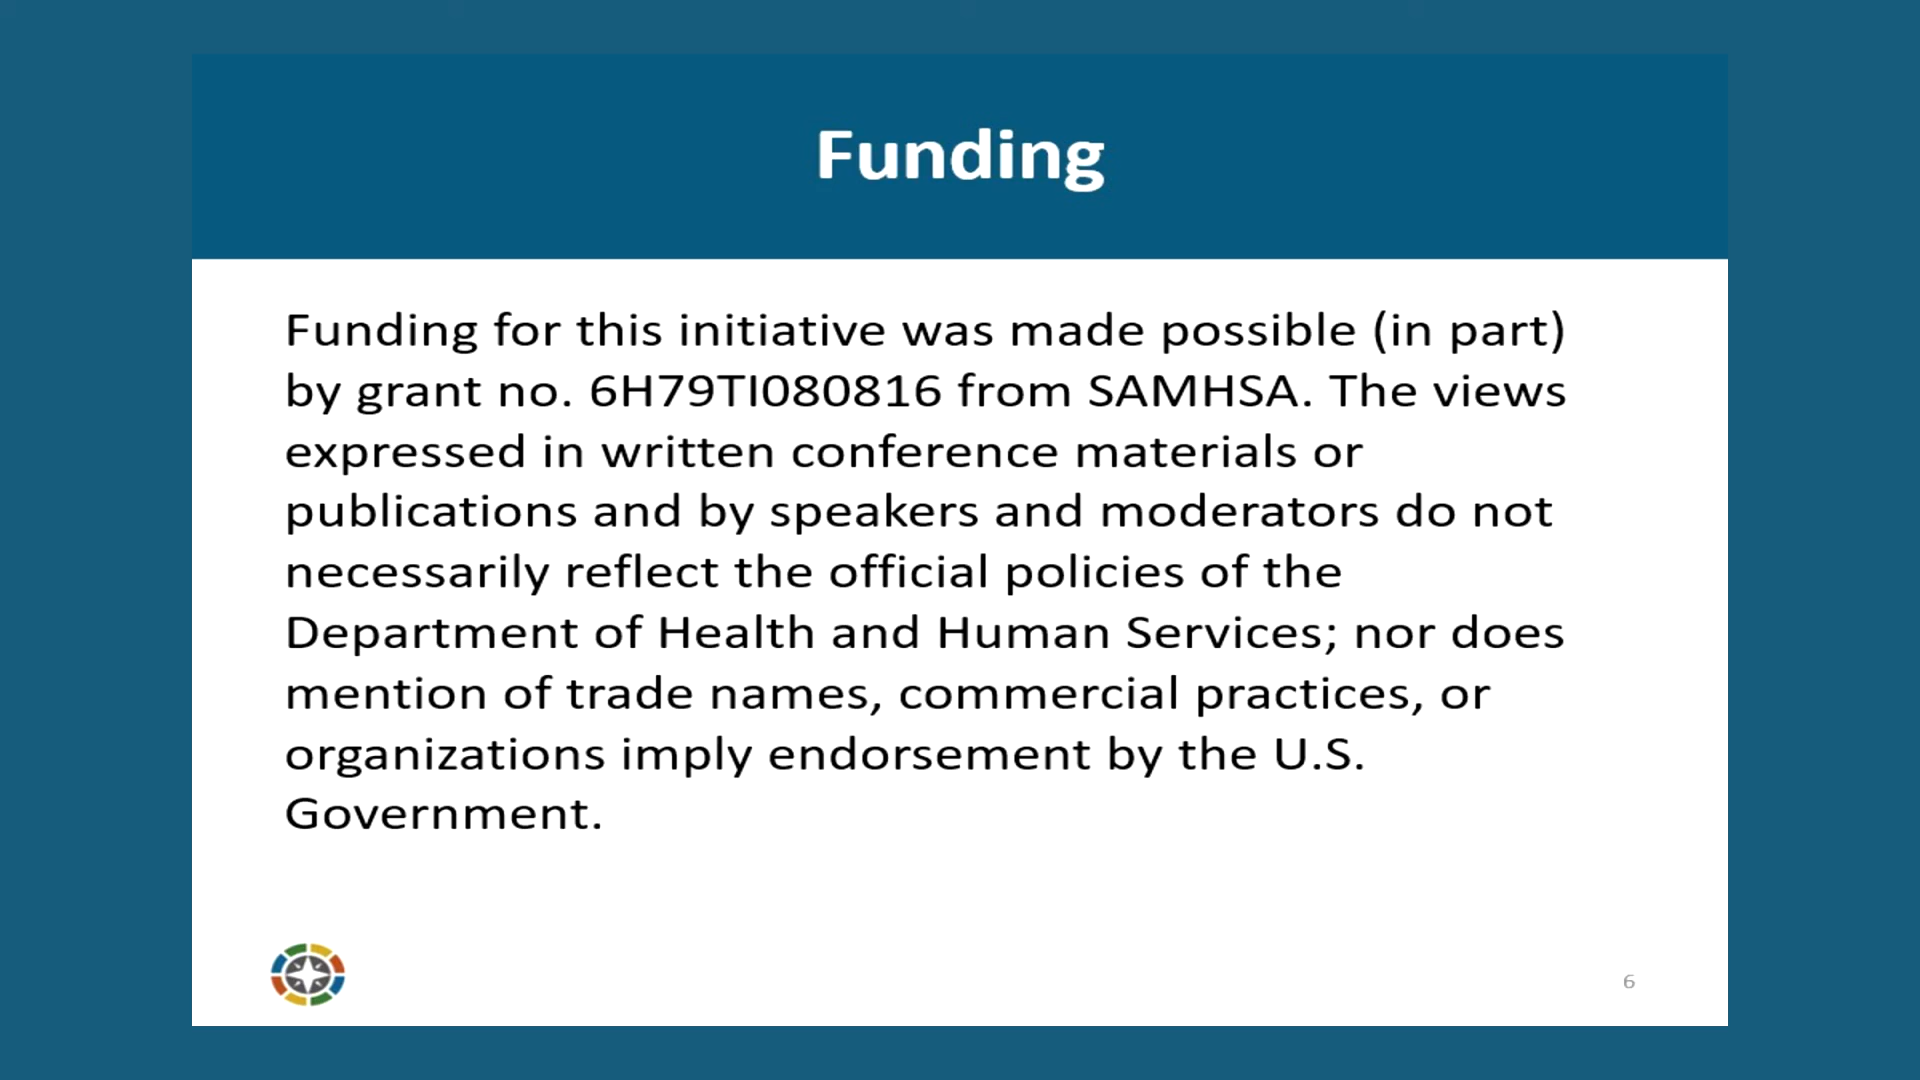 Funding
Funding for this initiative was made possible (in part)
by grant no. 6H79TI080816 from SAMHSA. The views
expressed in written conference materials or
publications and by speakers and moderators do not
necessarily reflect the official policies of the
Department of Health and Human Services; nor does
mention of trade names, commercial practices, or
organizations imply endorsement by the U.S.
Government.
6